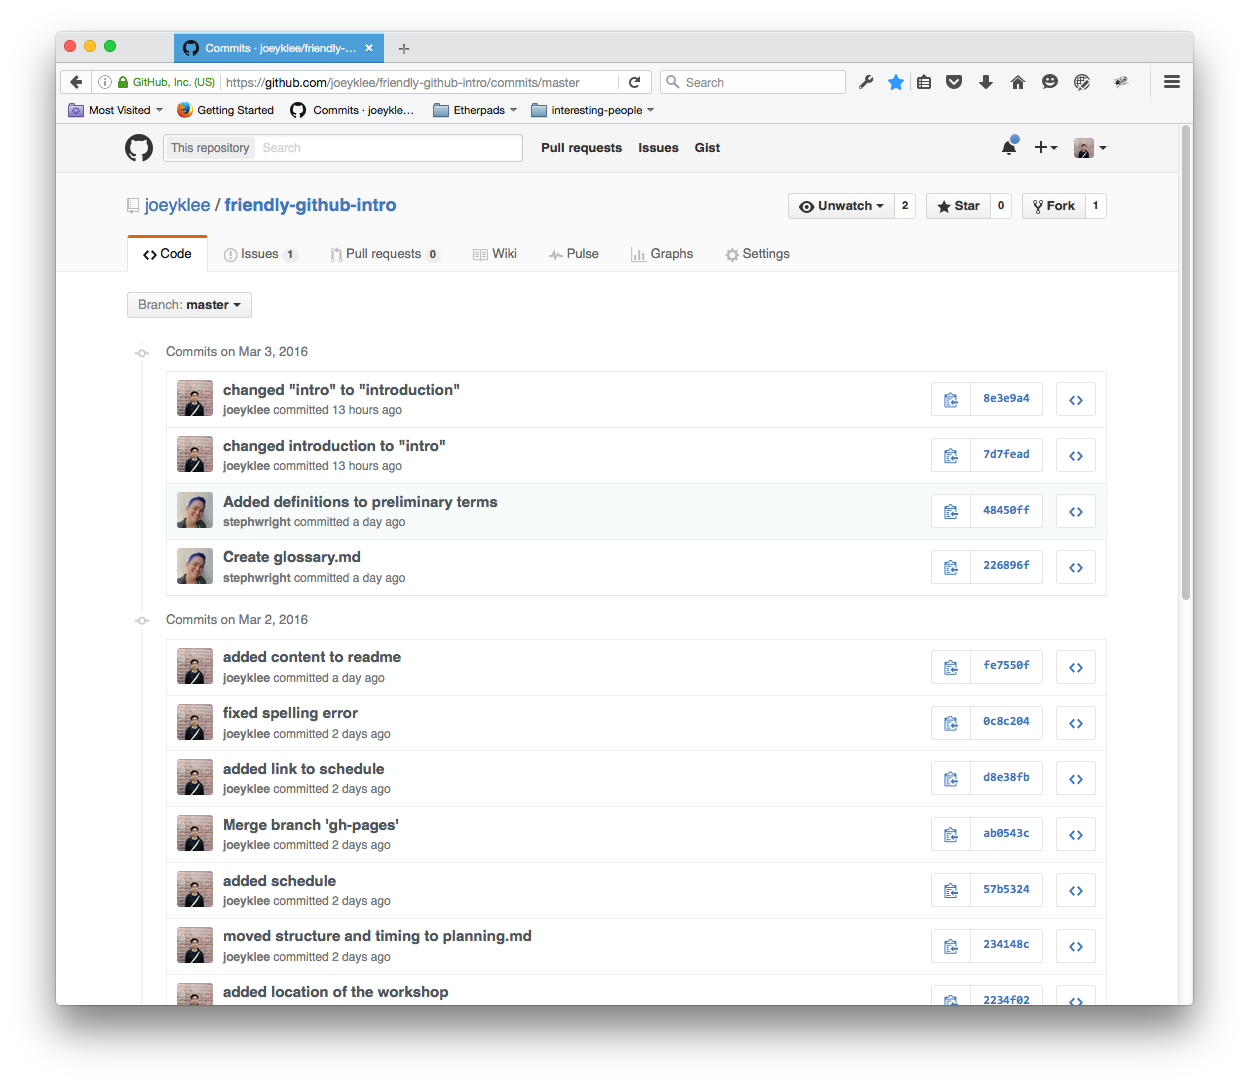 Commits · joeyklee/friendly-...
GitHub, Inc. (US) https://github.com/joeyklee/friendly-github-intro/commits/master Search
Most Visited Getting Started Commits · joeykle... Etherpads interesting-people
This repository Search Pull requests Issues Gist
joeyklee / friendly-github-intro Unwatch 2 Star 0 Fork 1
Code Issues 1 Pull requests 0 Wiki Pulse Graphs Settings
Branch: master
Commits on Mar 3, 2016
changed "intro" to "introduction"
joeyklee committed 13 hours ago
8e3e9a4
changed introduction to "intro"
joeyklee committed 13 hours ago
7d7fead
Added definitions to preliminary terms
stephwright committed a day ago
48450ff
Create glossary.md
stephwright committed a day ago
226896f
Commits on Mar 2, 2016
added content to readme
joeyklee committed a day ago
fe7550f
fixed spelling error
joeyklee committed 2 days ago
0c8c204
added link to schedule
joeyklee committed 2 days ago
d8e38fb
Merge branch 'gh-pages'
joeyklee committed 2 days ago
ab0543c
added schedule
joeyklee committed 2 days ago
57b5324
moved structure and timing to planning.md
joeyklee committed 2 days ago
234148c
added location of the workshop
2234f02